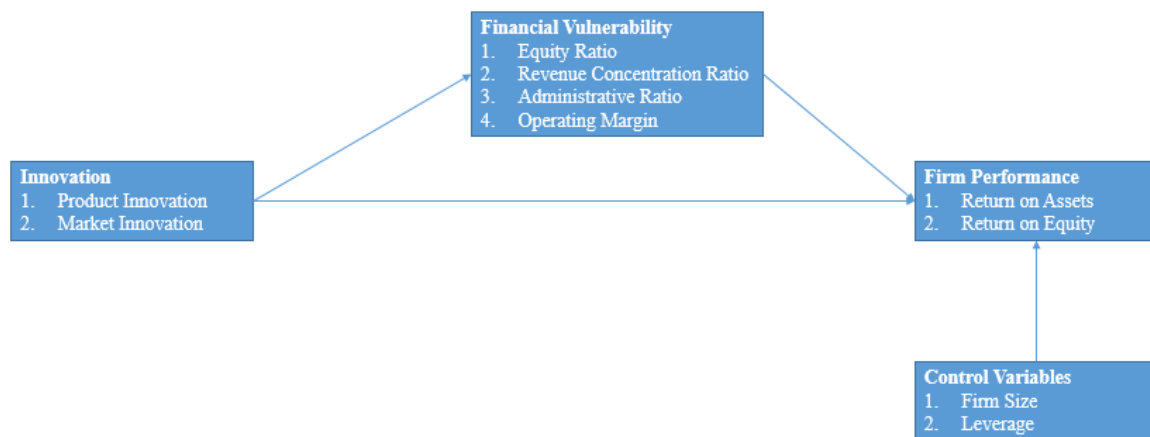 Financial Vulnerability
1. Equity Ratio
2. Revenue Concentration Ratio
3. Administrative Ratio
4. Operating Margin
Innovation
1. Product Innovation
2. Market Innovation
Firm Performance
1. Return on Assets
2. Return on Equity
Control Variables
1. Firm Size
2. Leverage